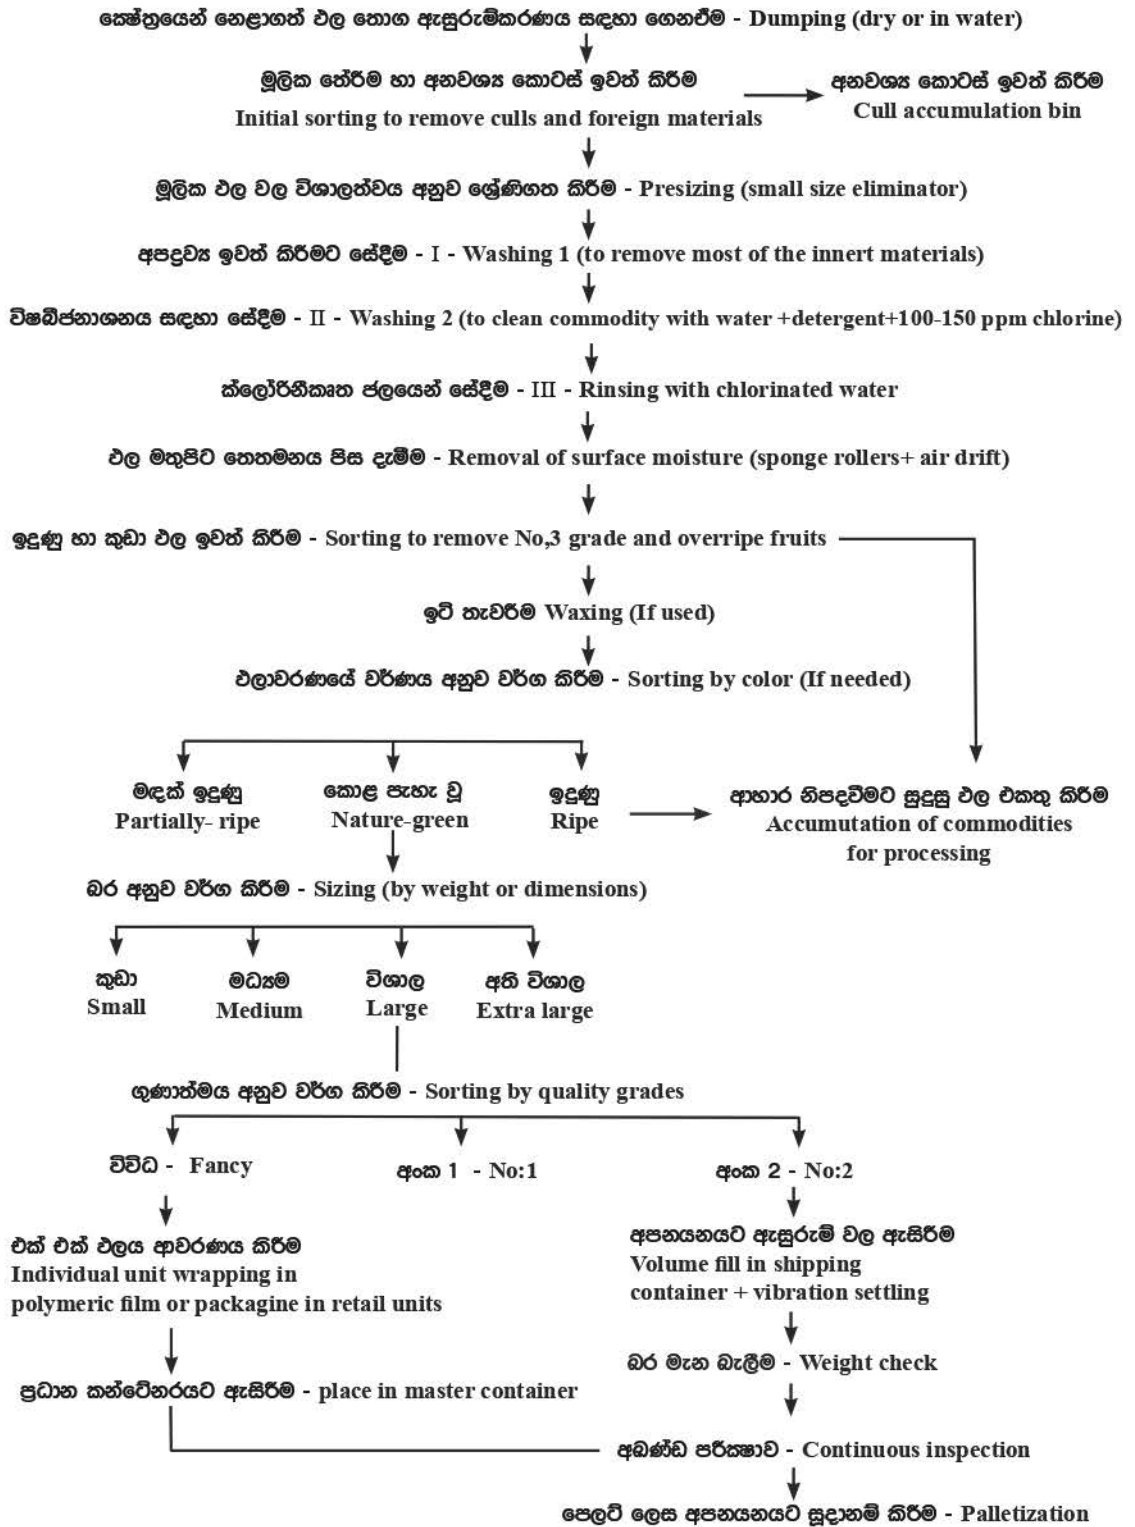 ක්‍ෂේත්‍රයෙන් නෙළාගත් ඵල තොග ඇසුරුම්කරණය සඳහා ගෙනඒම - Dumping (dry or in water)
මූලික තේරීම හා අනවශ්‍ය කොටස් ඉවත් කිරීම
Initial sorting to remove culls and foreign materials
අනවශ්‍ය කොටස් ඉවත් කිරීම
Cull accumulation bin
මූලික ඵල වල විශාලත්වය අනුව ශ්‍රේණිගත කිරීම - Presizing (small size eliminator)
අපද්‍රව්‍ය ඉවත් කිරීමට සේදීම - I - Washing 1 (to remove most of the innert materials)
විෂබීජනාශනය සඳහා සේදීම - II - Washing 2 (to clean commodity with water +detergent+100-150 ppm chlorine)
ක්ලෝරිනීකෘත ජලයෙන් සේදීම - III - Rinsing with chlorinated water
ඵල මතුපිට තෙතමනය පිස දැමීම - Removal of surface moisture (sponge rollers+ air drift)
ඉදුණු හා කුඩා ඵල ඉවත් කිරීම - Sorting to remove No,3 grade and overripe fruits
ඉටි තැවරීම Waxing (If used)
ඵලාවරණයේ වර්ණය අනුව වර්ග කිරීම - Sorting by color (If needed)
මඳක් ඉදුණු
Partially- ripe
කොළ පැහැ වූ
Nature-green
ඉදුණු
Ripe
ආහාර නිපදවීමට සුදුසු ඵල එකතු කිරීම
Accumutation of commodities
for processing
බර අනුව වර්ග කිරීම - Sizing (by weight or dimensions)
කුඩා
Small
මධ්‍යම
Medium
විශාල
Large
අති විශාල
Extra large
ගුණාත්මය අනුව වර්ග කිරීම - Sorting by quality grades
විවිධ - Fancy
අංක 1 - No:1
අංක 2 - No:2
එක් එක් ඵලය ආවරණය කිරීම
Individual unit wrapping in
polymeric film or packagine in retail units
අපනයනයට ඇසුරුම් වල ඇසිරීම
Volume fill in shipping
container + vibration settling
බර මැන බැලීම - Weight check
ප්‍රධාන කන්ටේනරයට ඇසිරීම - place in master container
අඛණ්ඩ පරීක්‍ෂාව - Continuous inspection
පෙලට් ලෙස අපනයනයට සූදානම් කිරීම - Palletization